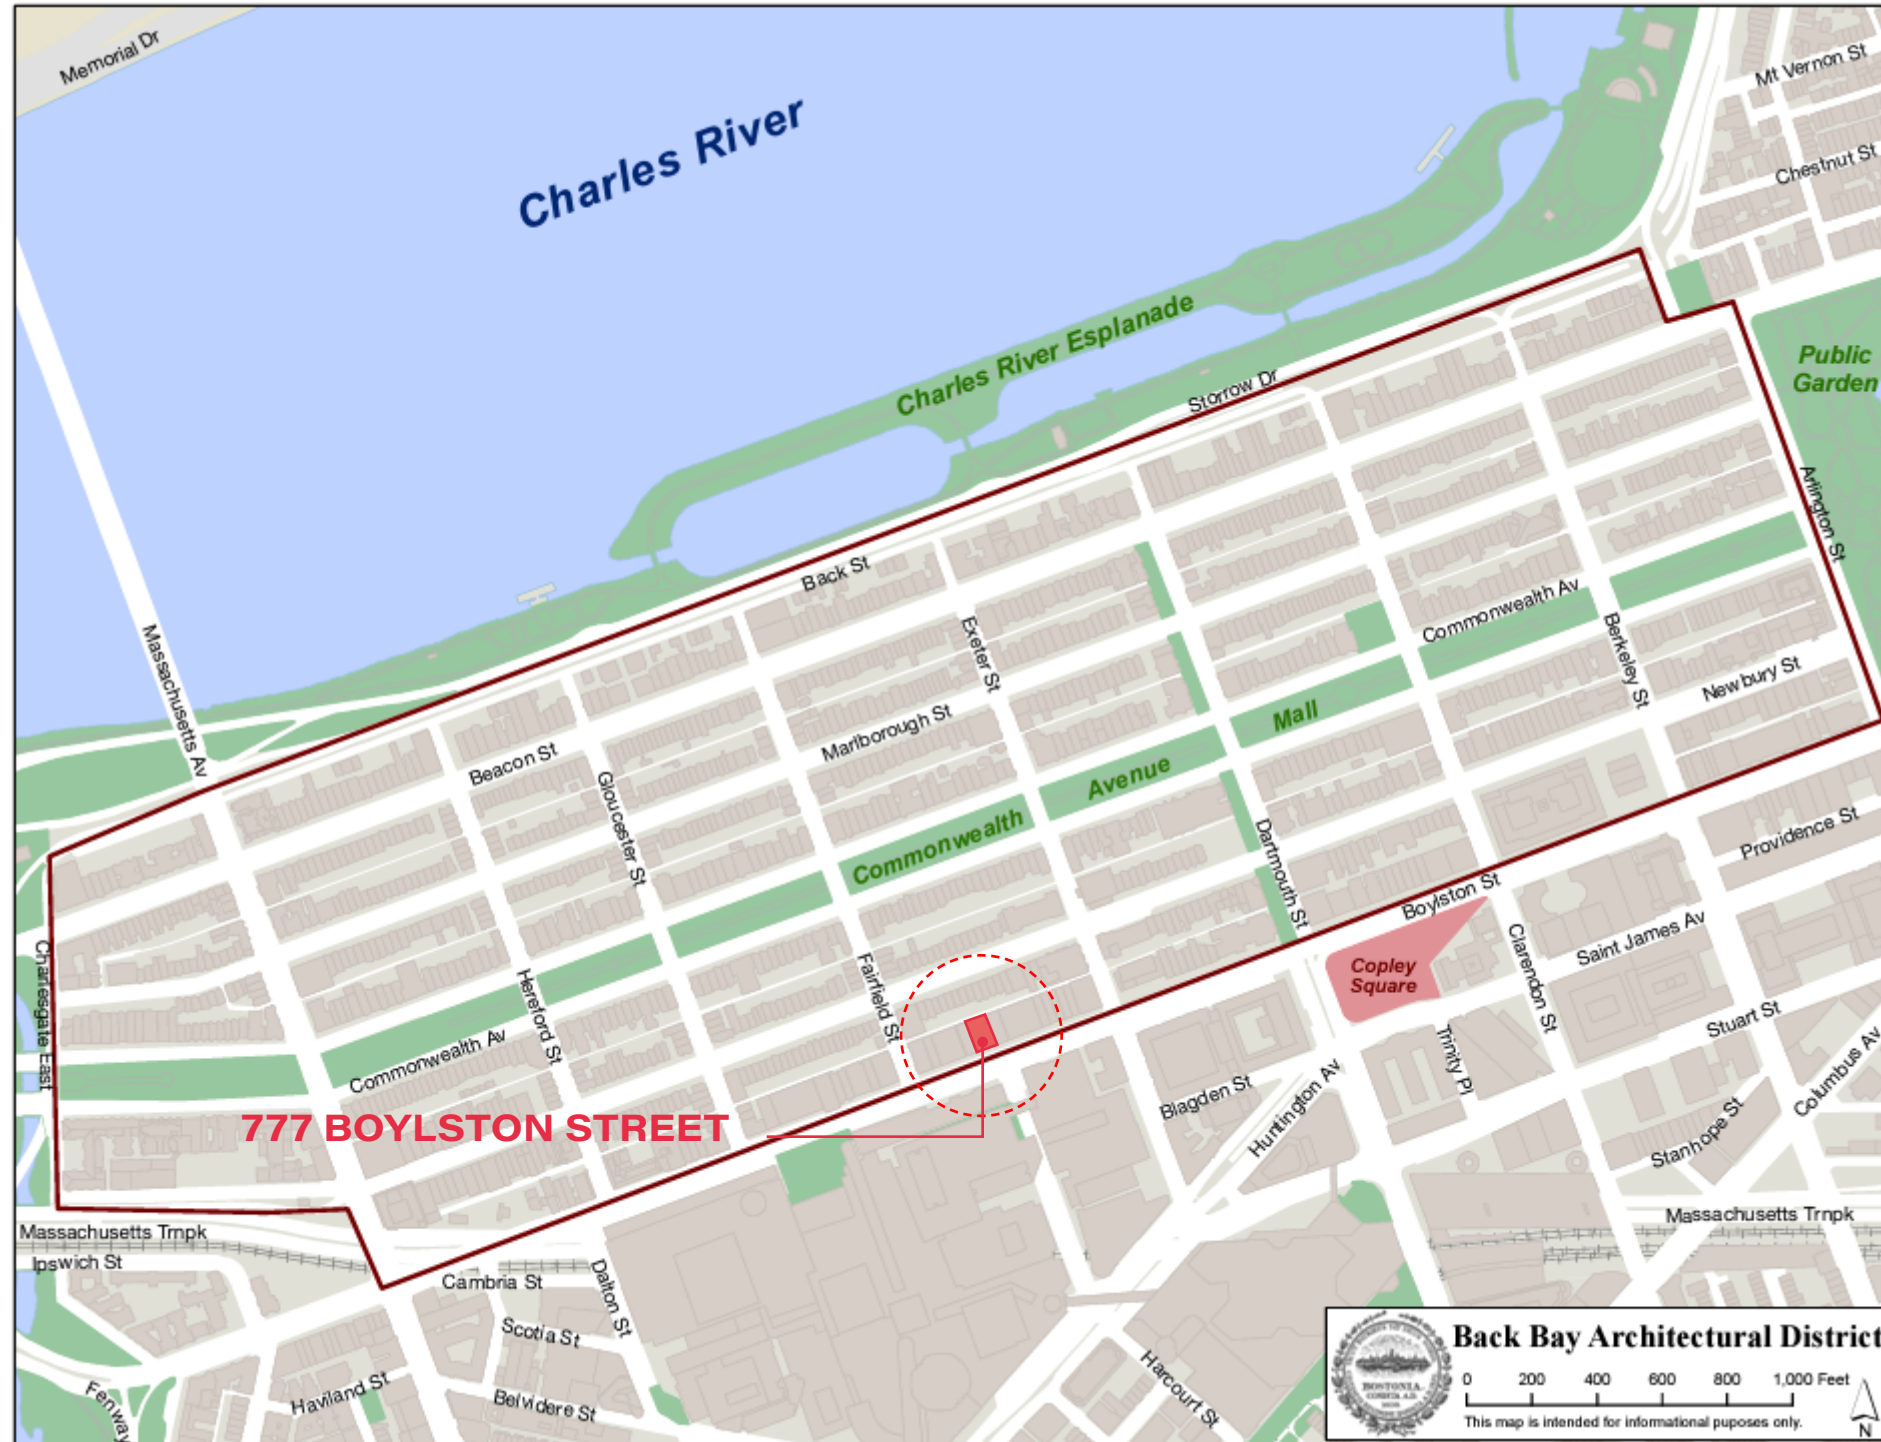 Memorial Dr
Charles River
Mt Vernon St
Chestnut St
Charles River Esplanade
Public
Garden
Storrow Dr
Arlington St
Back St
Massachusetts Av
Exeter St
Commonwealth Av
Berkeley St
Newbury St
Mall
Marlborough St
Beacon St
Avenue
Gloucester St
Commonwealth
Dartmouth St
Providence St
Boylston St
Charlesgate East
Hereford St
Fairfield St
Copley
Square
Clarendon St
Saint James Av
Stuart St
Commonwealth Av
Trinity Pl
Columbus Av
Blagden St
Huntington Av
777 BOYLSTON STREET
Stanhope St
Massachusetts Trnpk
Massachusetts Trnpk
Ipswich St
Cambria St
Dalton St
Scotia St
Haviland St
Belvidere St
Fenway
Harcourt St
Back Bay Architectural District
0 200 400 600 800 1,000 Feet
This map is intended for informational puposes only.
N
BOSTONIA